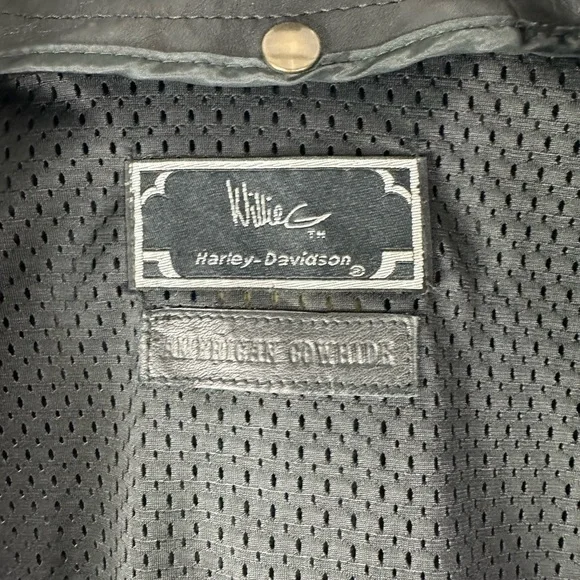 Willie G
TM
Harley-Davidson®
AMERICAN COWHIDE